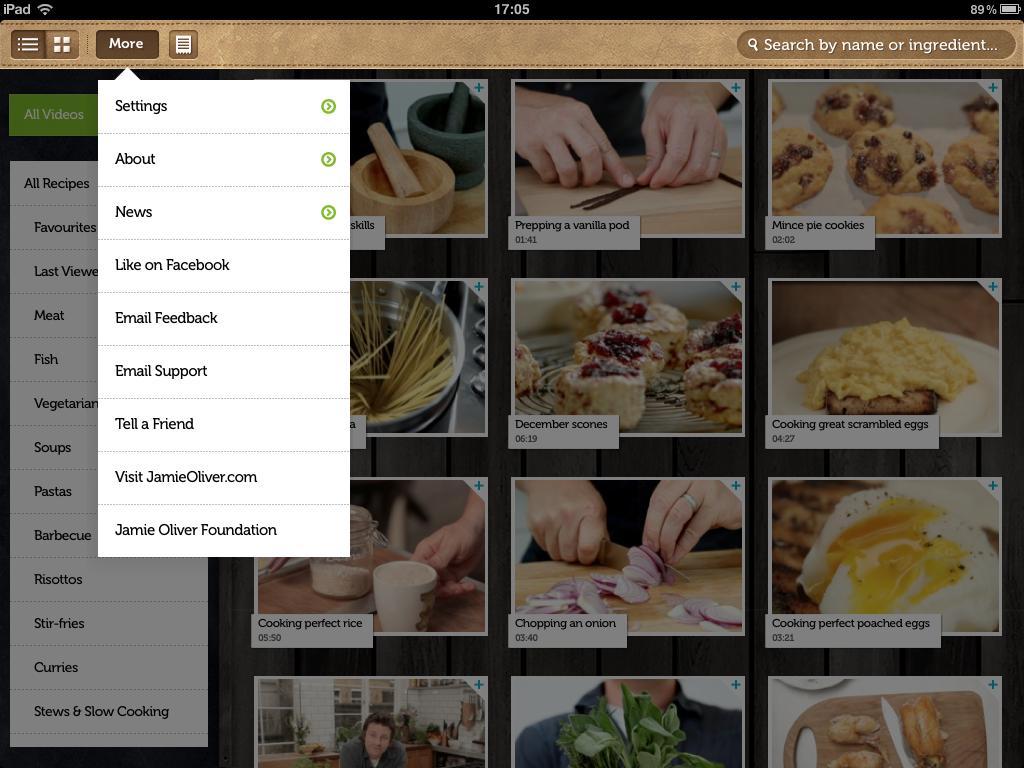 iPad 17:05 89%
More
Search by name or ingredient...
Settings
About
News
Like on Facebook
Email Feedback
Email Support
Tell a Friend
Visit JamieOliver.com
Jamie Oliver Foundation
All Videos
All Recipes
Favourites
Last Viewe
Meat
Fish
Vegetarian
Soups
Pastas
Barbecue
Risottos
Stir-fries
Curries
Stews & Slow Cooking
skills
Prepping a vanilla pod
01:41
Mince pie cookies
02:02
a
December scones
06:19
Cooking great scrambled eggs
04:27
Cooking perfect rice
05:50
Chopping an onion
03:40
Cooking perfect poached eggs
03:21